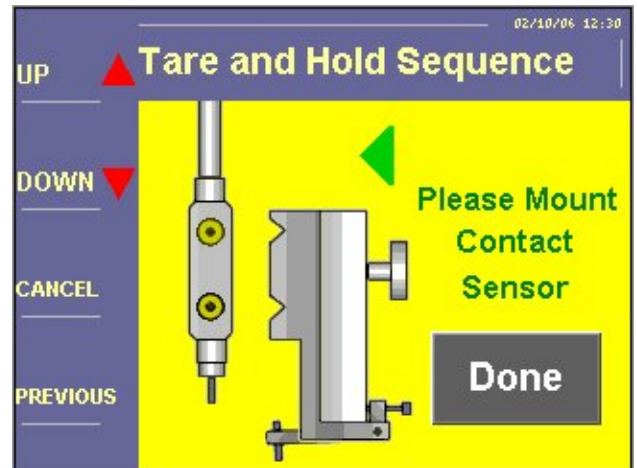 02/10/06 12:30
Tare and Hold Sequence
UP
DOWN
CANCEL
PREVIOUS
Please Mount
Contact
Sensor
Done